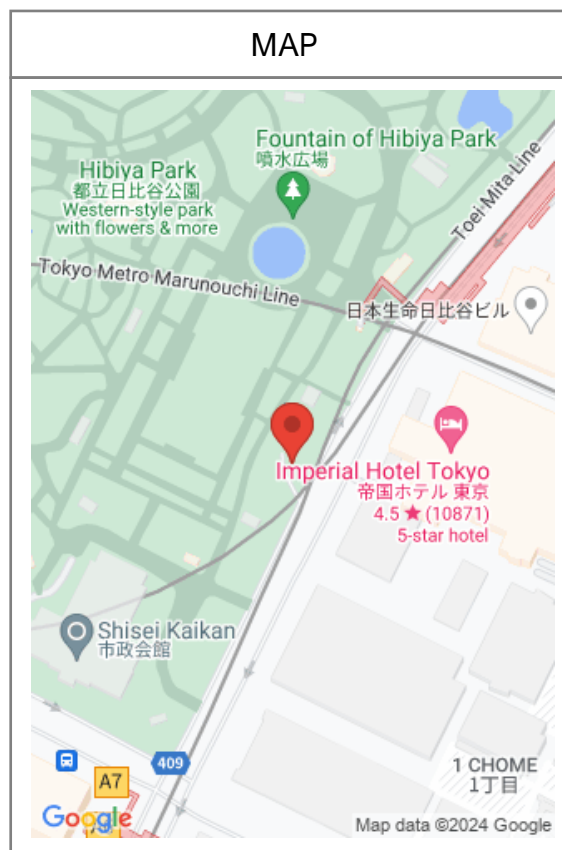 MAP
Fountain of Hibiya Park
噴水広場
Hibiya Park
都立日比谷公園
Western-style park
with flowers & more
Toei Mita Line
Tokyo Metro Marunouchi Line
日本生命日比谷ビル
Imperial Hotel Tokyo
帝国ホテル 東京
4.5 ★ (10871)
5-star hotel
Shisei Kaikan
市政会館
409
1 CHOME
1丁目
A7
Google
Map data ©2024 Google